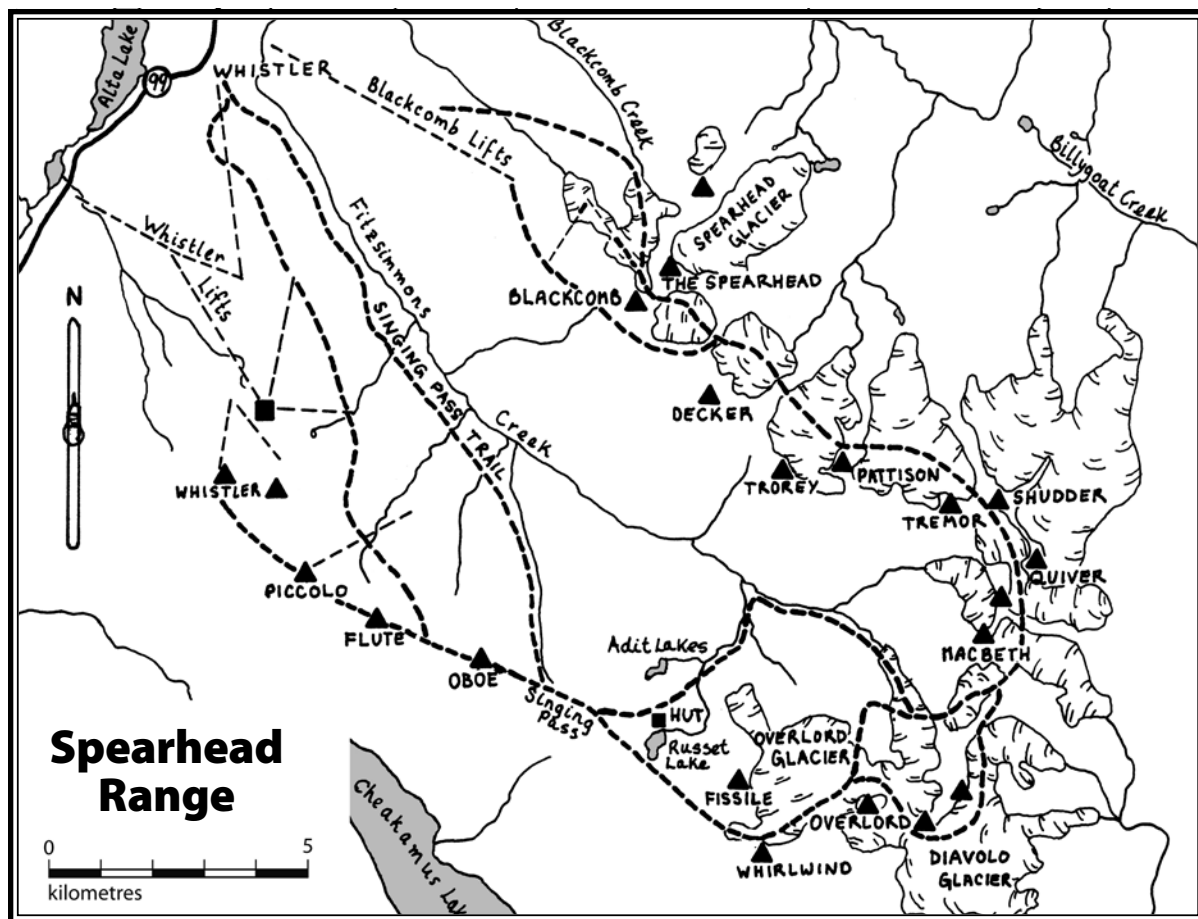 Alta Lake
99
WHISTLER
Blackcomb Lifts
Blackcomb Creek
Billygoat Creek
SPEARHEAD
GLACIER
Whistler
Lifts
Fitzsimmons
Creek
SINGING PASS TRAIL
THE SPEARHEAD
BLACKCOMB
N
DECKER
TROREY
PATTISON
WHISTLER
TREMOR
SHUDDER
QUIVER
PICCOLO
FLUTE
OBOE
MACBETH
Adit Lakes
Singing
Pass
HUT
Russet
Lake
OVERLORD
GLACIER
FISSILE
OVERLORD
WHIRLWIND
DIAVOLO
GLACIER
Spearhead
Range
Cheakamus
0 5
kilometres